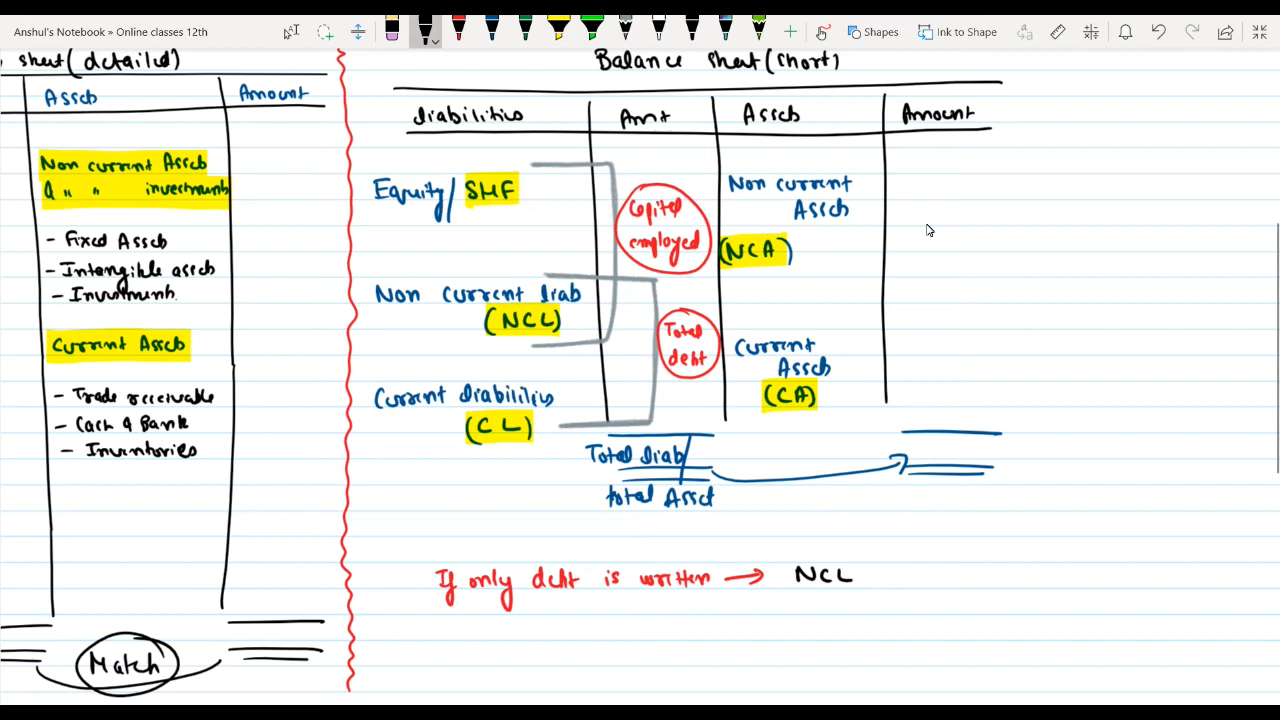 Anshul's Notebook » Online classes 12th
Shapes
Ink to Shape
sheet (detailed)
Assets
Amount
Non current Assets
& " " investments
- Fixed Assets
- Intangible assets
- Investments
Current Assets
- Trade receivable
- Cash & Bank
- Inventories
Match
Balance sheet (short)
liabilities
Amt
Assets
Amount
Equity/ SHF
Capital
employed
Non current
Assets
(NCA)
Non current liab
(NCL)
Total
debt
Current
Assets
(CA)
Current liabilities
(CL)
Total liab/
total Asset
If only debt is written → NCL